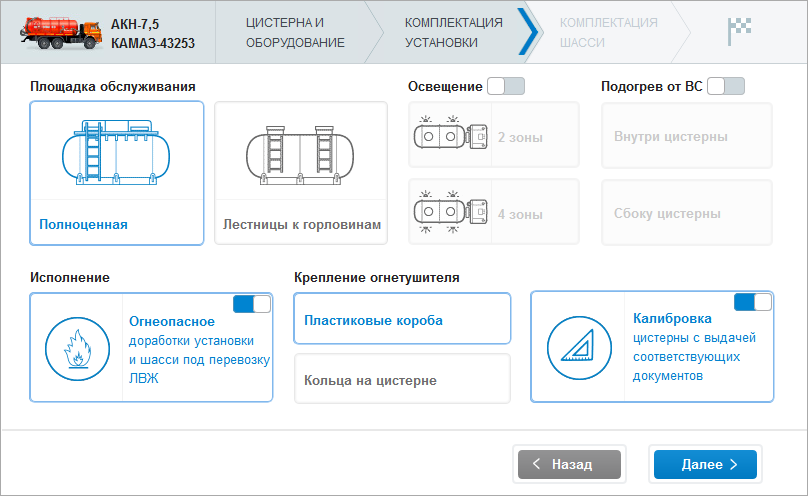 АКН-7,5
КАМАЗ-43253
ЦИСТЕРНА И
ОБОРУДОВАНИЕ
КОМПЛЕКТАЦИЯ
УСТАНОВКИ
КОМПЛЕКТАЦИЯ
ШАССИ
Площадка обслуживания
Полноценная
Лестницы к горловинам
Освещение
2 зоны
4 зоны
Подогрев от ВС
Внутри цистерны
Сбоку цистерны
Исполнение
Огнеопасное
доработки установки
и шасси под перевозку
ЛВЖ
Крепление огнетушителя
Пластиковые короба
Кольца на цистерне
Калибровка
цистерны с выдачей
соответствующих
документов
Назад
Далее